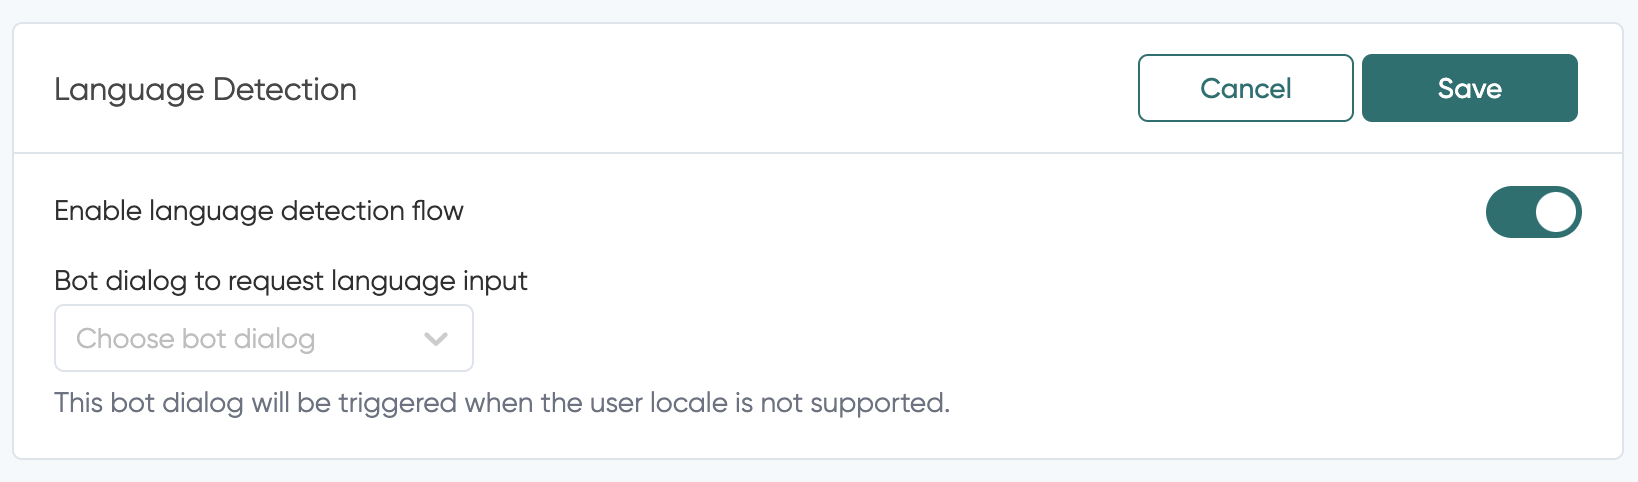 Language Detection
Cancel
Save
Enable language detection flow
Bot dialog to request language input
Choose bot dialog
This bot dialog will be triggered when the user locale is not supported.